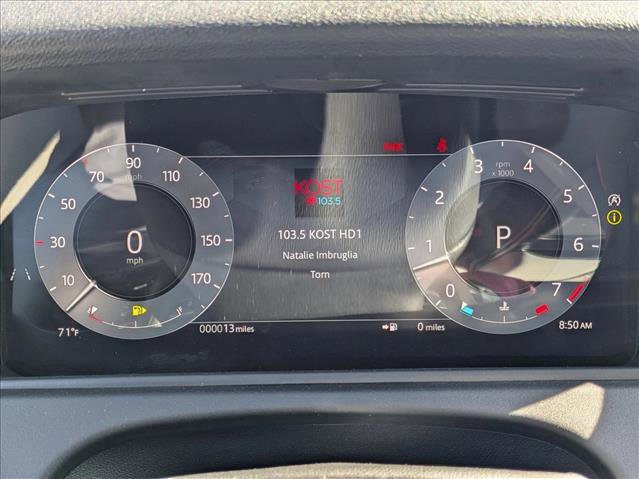 PARK
90
70 110
mph
50 130
30 150
10 170
0
mph
KOST
103.5
103.5 KOST HD1
Natalie Imbruglia
Torn
rpm
x 1000
3 4
2 5
1 6
0 7
P
71°F
000013 miles
0 miles
8:50 AM